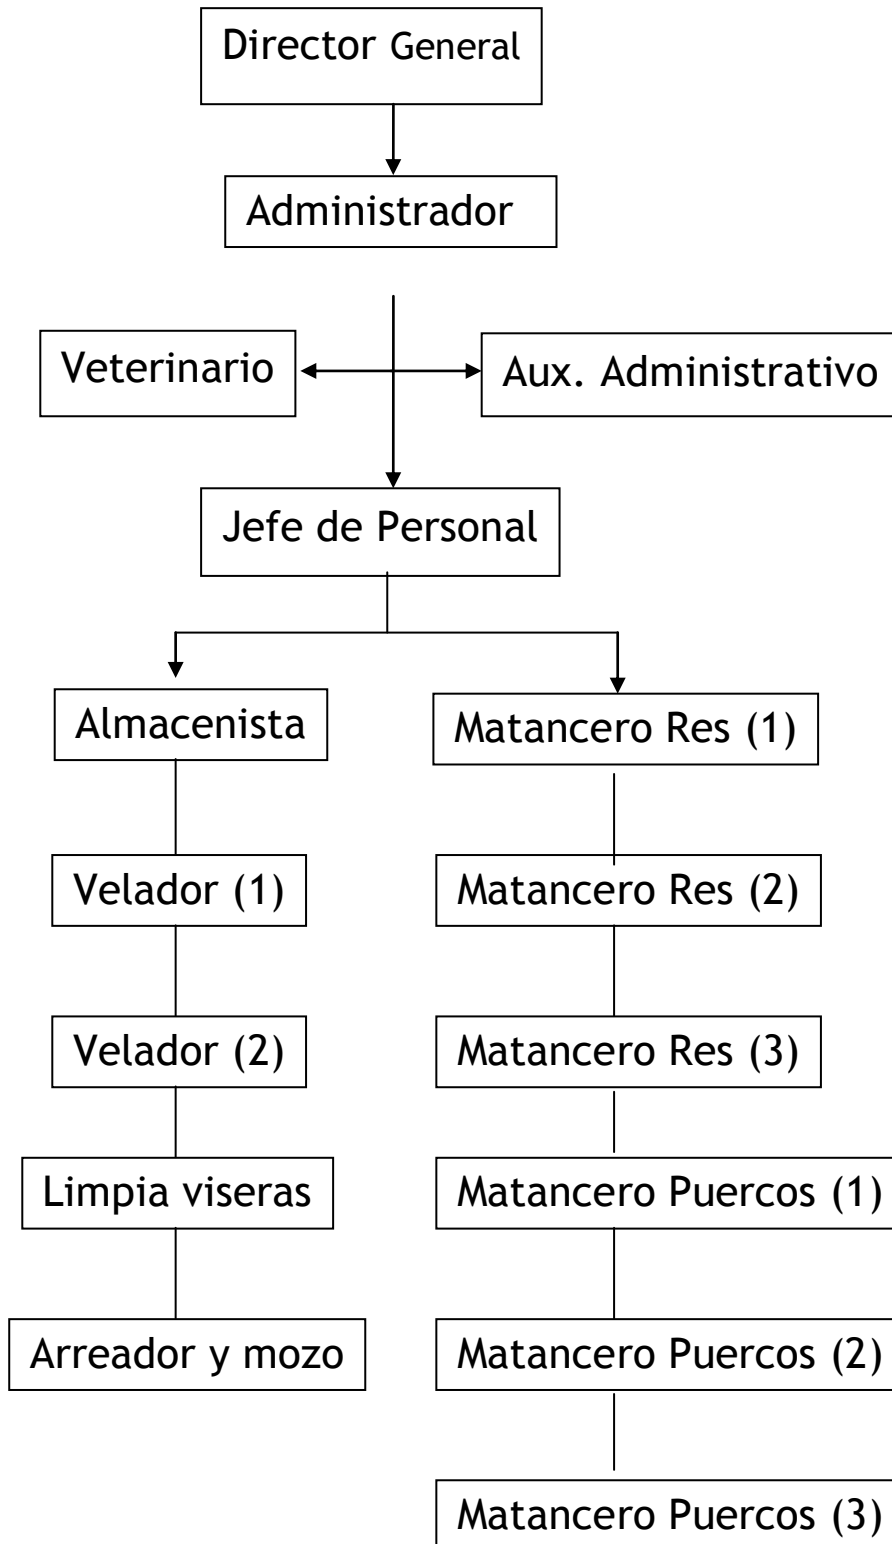 Director General
Administrador
Veterinario
Aux. Administrativo
Jefe de Personal
Almacenista
Matancero Res (1)
Velador (1)
Matancero Res (2)
Velador (2)
Matancero Res (3)
Limpia viseras
Matancero Puercos (1)
Arreador y mozo
Matancero Puercos (2)
Matancero Puercos (3)